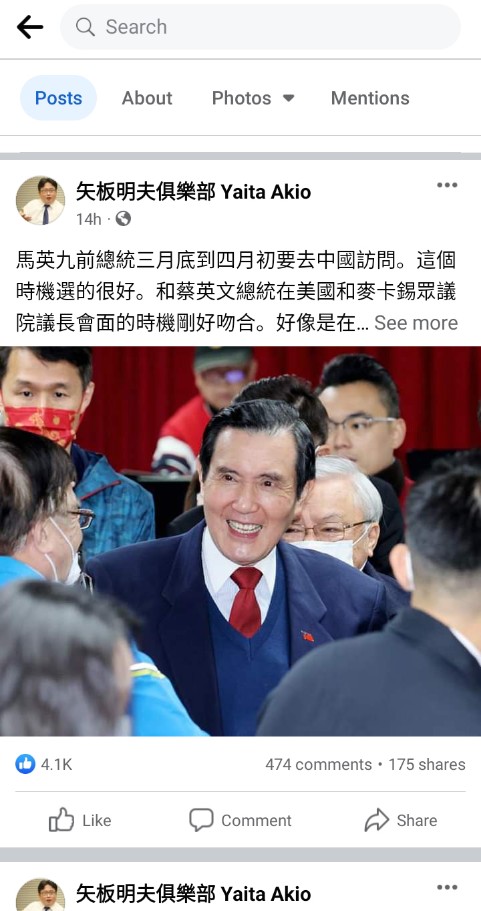 Search
Posts About Photos Mentions
矢板明夫俱樂部 Yaita Akio
14h ·
馬英九前總統三月底到四月初要去中國訪問。這個
時機選的很好。和蔡英文總統在美國和麥卡錫眾議
院議長會面的時機剛好吻合。好像是在... See more
4.1K 474 comments • 175 shares
Like Comment Share
矢板明夫俱樂部 Yaita Akio